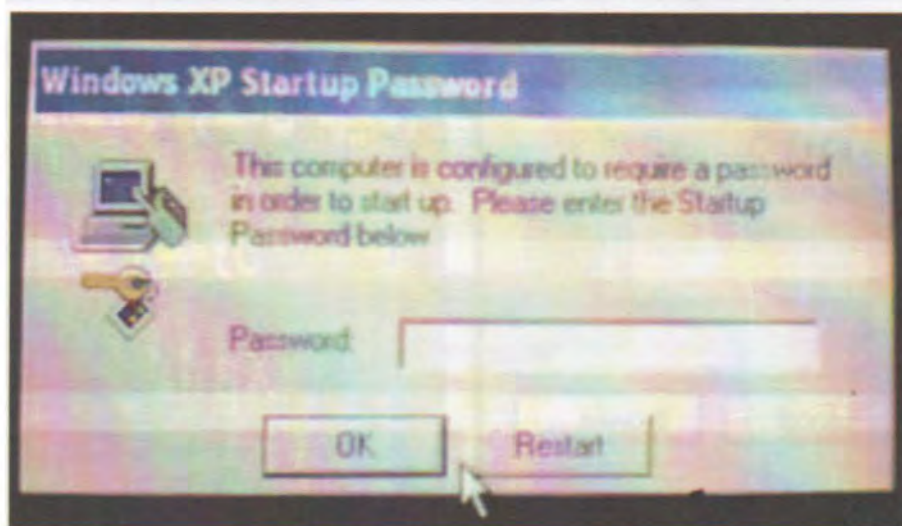 Windows XP Startup Password
This computer is configured to require a password
in order to start up. Please enter the Startup
Password below.
Password:
OK
Restart